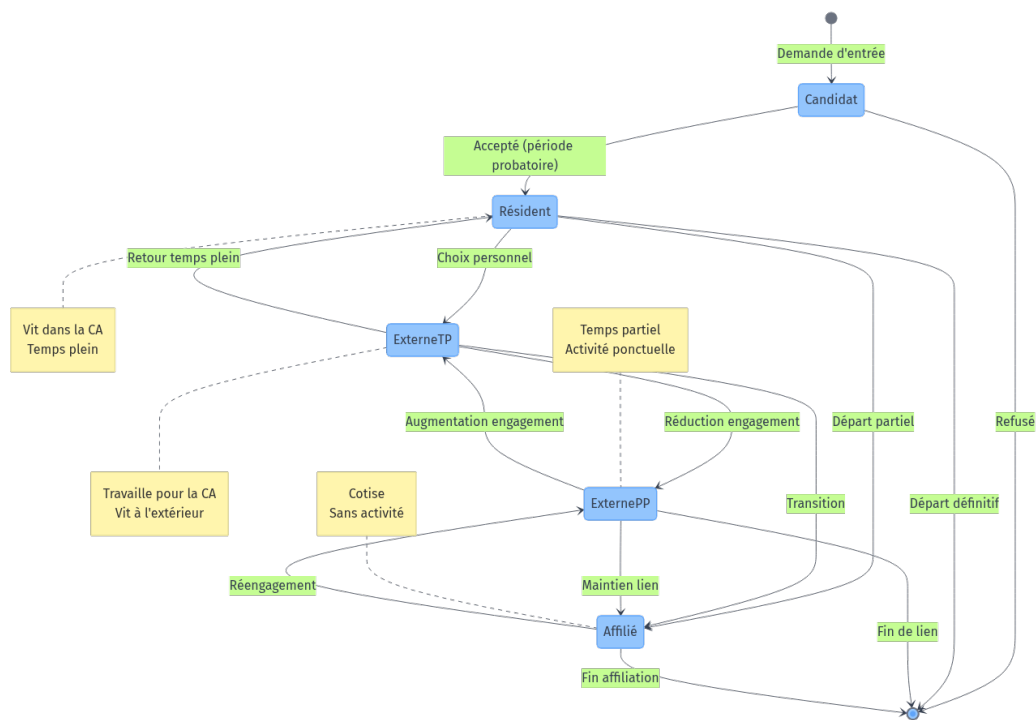 Demande d'entrée
Candidat
Accepté (période
probatoire)
Résident
Retour temps plein
Choix personnel
Vit dans la CA
Temps plein
ExterneTP
Temps partiel
Activité ponctuelle
Augmentation engagement
Réduction engagement
Départ partiel
Refusé
Travaille pour la CA
Vit à l'extérieur
Cotise
Sans activité
ExternePP
Transition
Départ définitif
Réengagement
Maintien lien
Affilié
Fin de lien
Fin affiliation